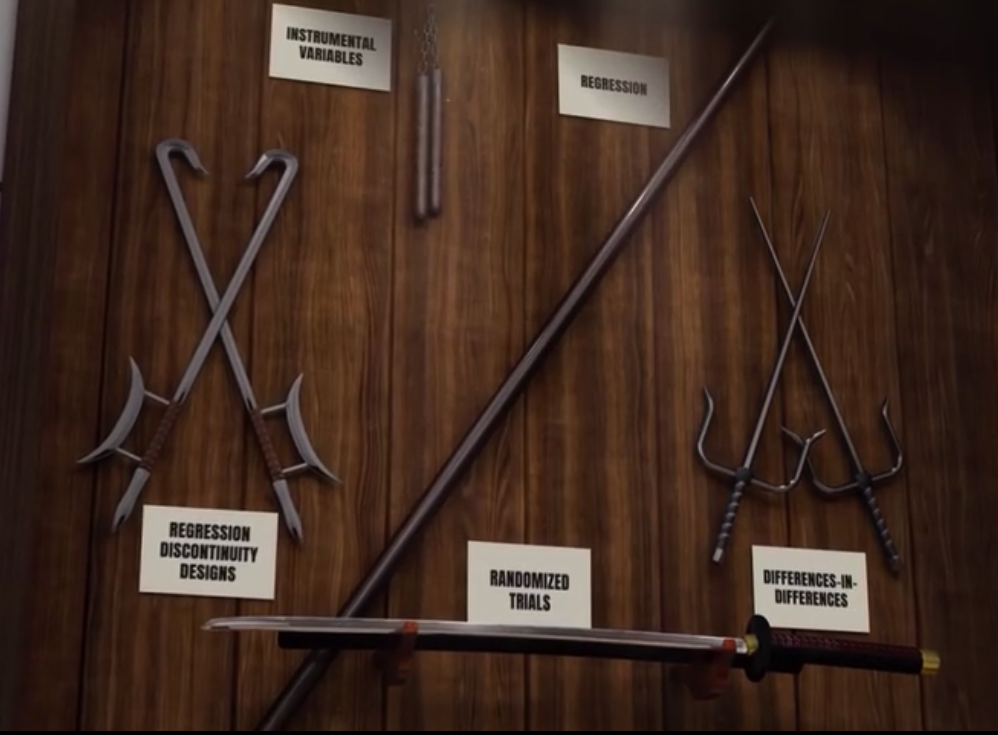 INSTRUMENTAL
VARIABLES
REGRESSION
REGRESSION
DISCONTINUITY
DESIGNS
RANDOMIZED
TRIALS
DIFFERENCES-IN-
DIFFERENCES